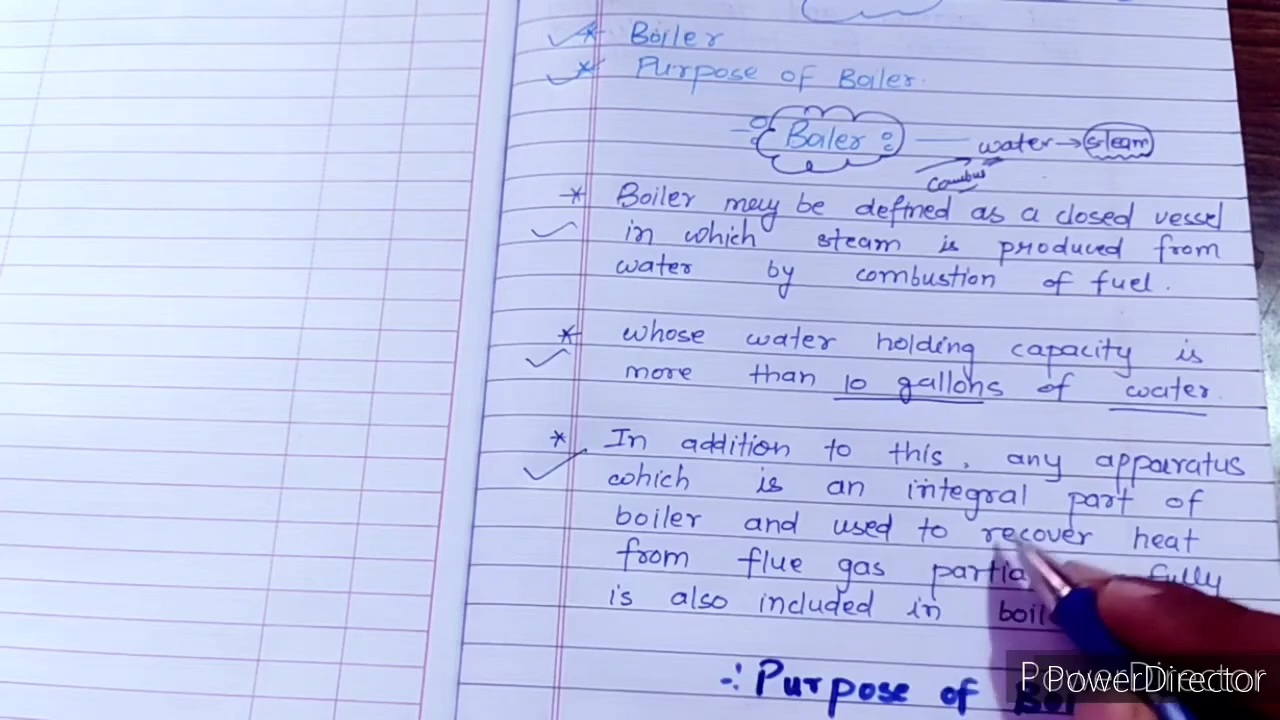 * Boiler
* Purpose of Boiler.
Boiler : water → steam
Combus
* Boiler may be defined as a closed vessel
in which steam is produced from
water by combustion of fuel.
* whose water holding capacity is
more than 10 gallons of water.
* In addition to this, any apparatus
which is an integral part of
boiler and used to recover heat
from flue gas partia fully
is also included in boil
∴ Purpose of Boi
PowerDirector